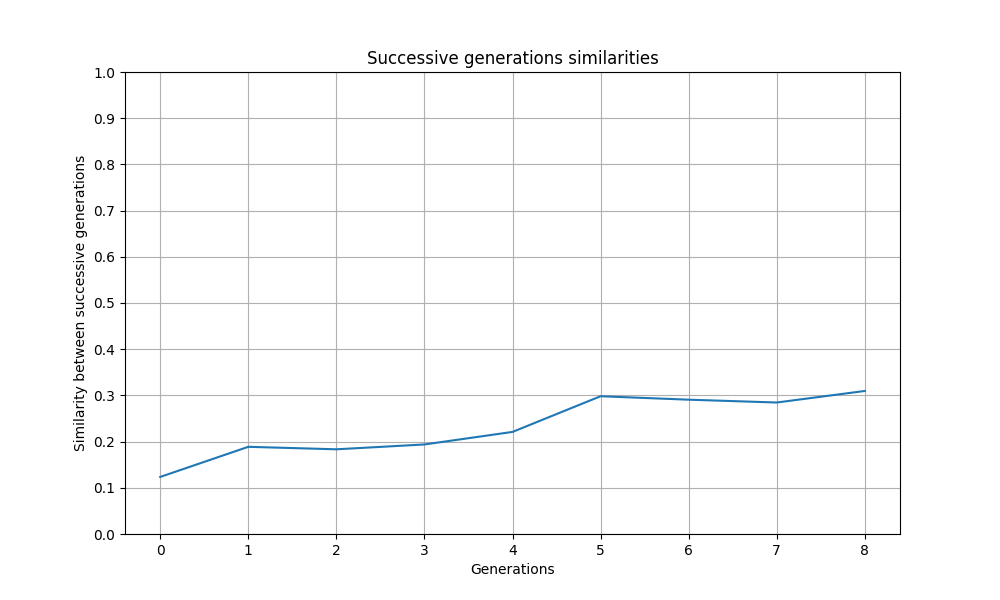 Successive generations similarities
Similarity between successive generations
1.0
0.9
0.8
0.7
0.6
0.5
0.4
0.3
0.2
0.1
0.0
0 1 2 3 4 5 6 7 8
Generations